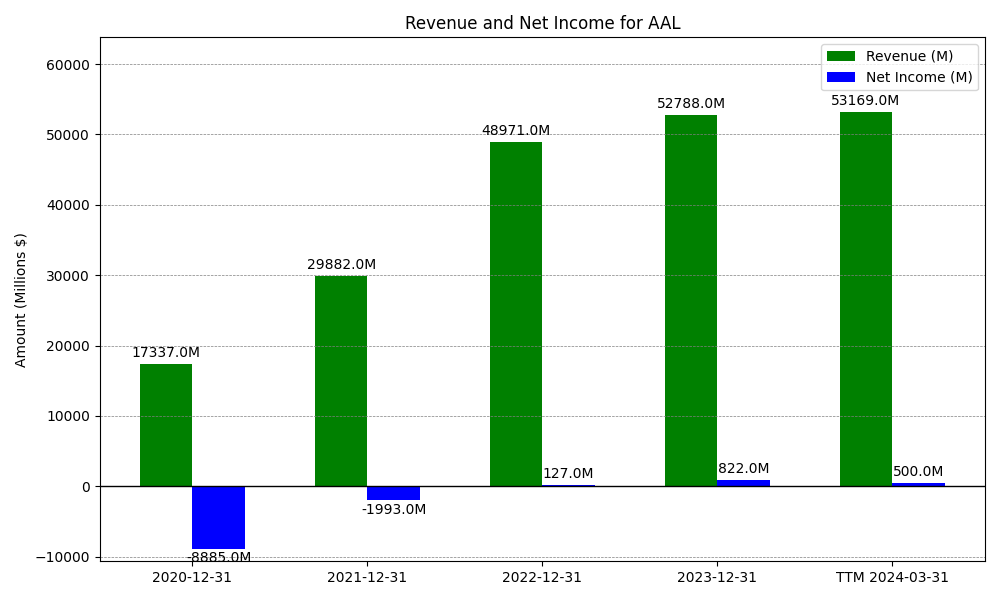 Revenue and Net Income for AAL
Revenue (M)
Net Income (M)
Amount (Millions $)
60000
50000
40000
30000
20000
10000
0
−10000
17337.0M
-8885.0M
29882.0M
-1993.0M
48971.0M
127.0M
52788.0M
822.0M
53169.0M
500.0M
2020-12-31
2021-12-31
2022-12-31
2023-12-31
TTM 2024-03-31